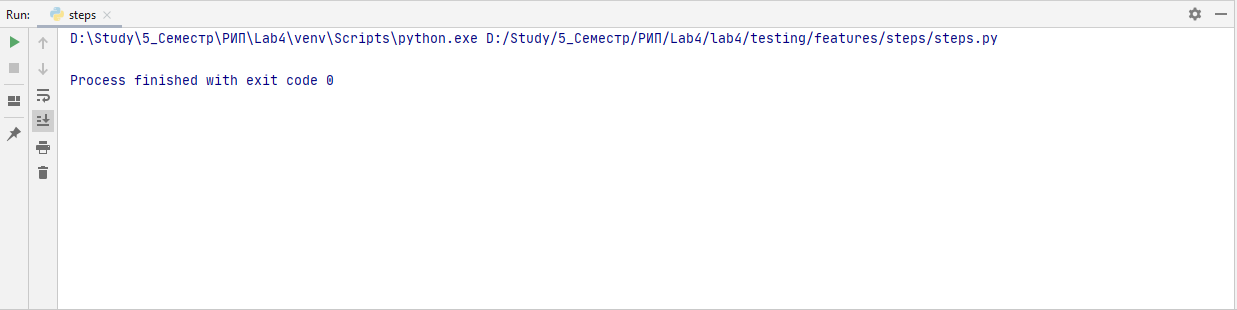 Run: steps
D:\Study\5_Семестр\РИП\Lab4\venv\Scripts\python.exe D:/Study/5_Семестр/РИП/Lab4/lab4/testing/features/steps/steps.py
Process finished with exit code 0